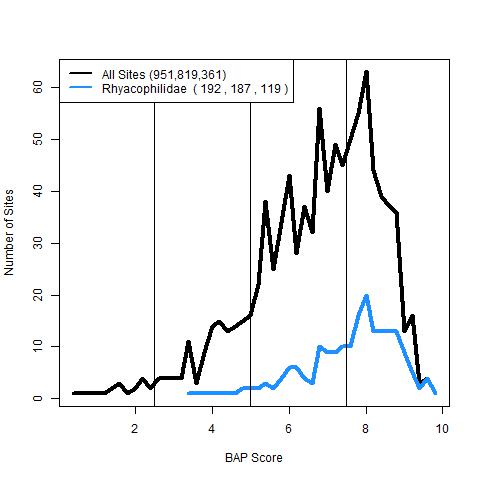 All Sites (951,819,361)
Rhyacophilidae ( 192 , 187 , 119 )
Number of Sites
60
50
40
30
20
10
0
2 4 6 8 10
BAP Score